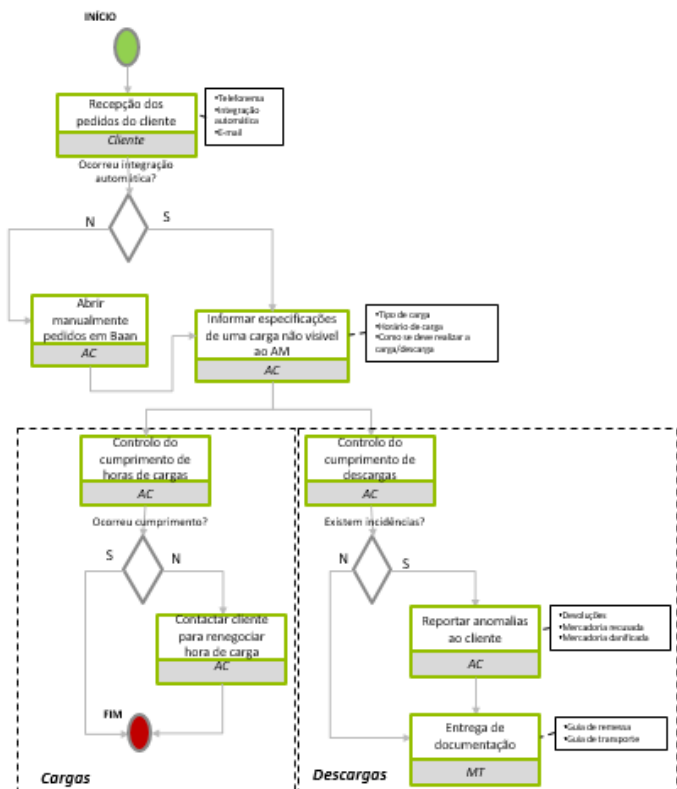 INÍCIO
Recepção dos
pedidos do cliente
Cliente
•Telefonema
•Integração
automática
•E-mail
Ocorreu integração
automática?
N
S
Abrir
manualmente
pedidos em Baan
AC
Informar especificações
de uma carga não visivel
ao AM
AC
•Tipo de carga
•Horário de carga
•Como se deve realizar a
carga/descarga
Controlo do
cumprimento de
horas de cargas
AC
Ocorreu cumprimento?
S
N
Contactar cliente
para renegociar
hora de carga
AC
FIM
Cargas
Controlo do
cumprimento de
descargas
AC
Existem incidências?
N
S
Reportar anomalias
ao cliente
AC
•Devoluções
•Mercadoria recusada
•Mercadoria danificada
Entrega de
documentação
MT
•Guia de remessa
•Guia de transporte
Descargas